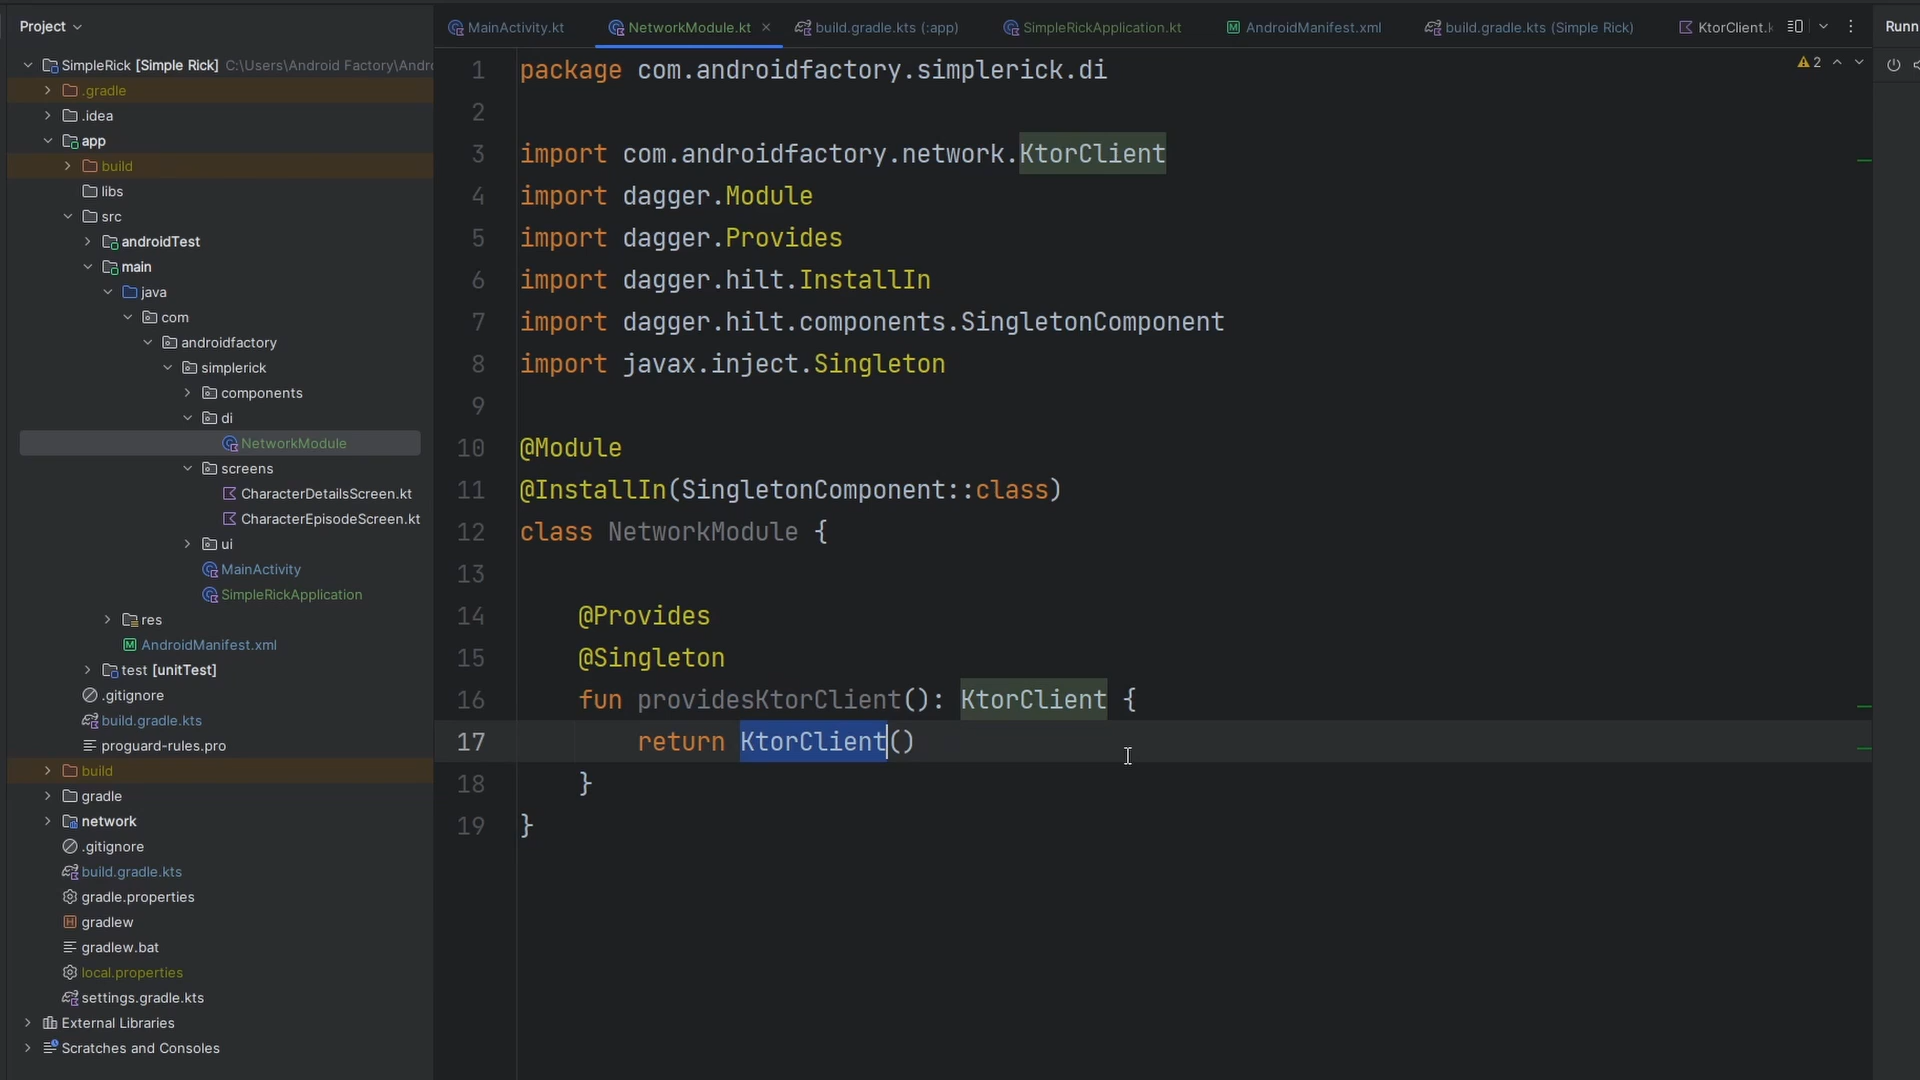 Project
MainActivity.kt
NetworkModule.kt
build.gradle.kts (:app)
SimpleRickApplication.kt
AndroidManifest.xml
build.gradle.kts (Simple Rick)
KtorClient.k
Runn
SimpleRick [Simple Rick] C:\Users\Android Factory\Andro
.gradle
.idea
app
build
libs
src
androidTest
main
java
com
androidfactory
simplerick
components
di
NetworkModule
screens
CharacterDetailsScreen.kt
CharacterEpisodeScreen.kt
ui
MainActivity
SimpleRickApplication
res
AndroidManifest.xml
test [unitTest]
.gitignore
build.gradle.kts
proguard-rules.pro
build
gradle
network
.gitignore
build.gradle.kts
gradle.properties
gradlew
gradlew.bat
local.properties
settings.gradle.kts
External Libraries
Scratches and Consoles
2
1 package com.androidfactory.simplerick.di
2
3 import com.androidfactory.network.KtorClient
4 import dagger.Module
5 import dagger.Provides
6 import dagger.hilt.InstallIn
7 import dagger.hilt.components.SingletonComponent
8 import javax.inject.Singleton
9
10 @Module
11 @InstallIn(SingletonComponent::class)
12 class NetworkModule {
13
14 @Provides
15 @Singleton
16 fun providesKtorClient(): KtorClient {
17 return KtorClient()
18 }
19 }